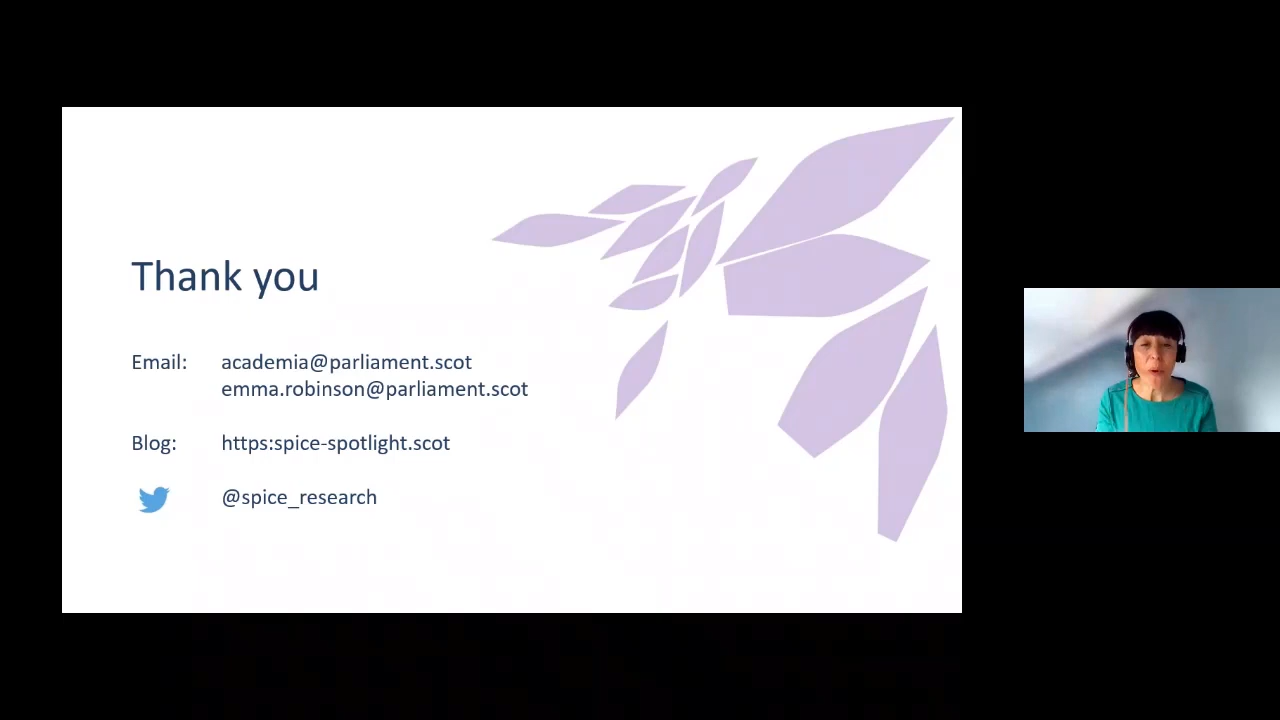 Thank you
Email: academia@parliament.scot
emma.robinson@parliament.scot
Blog: https:spice-spotlight.scot
@spice_research